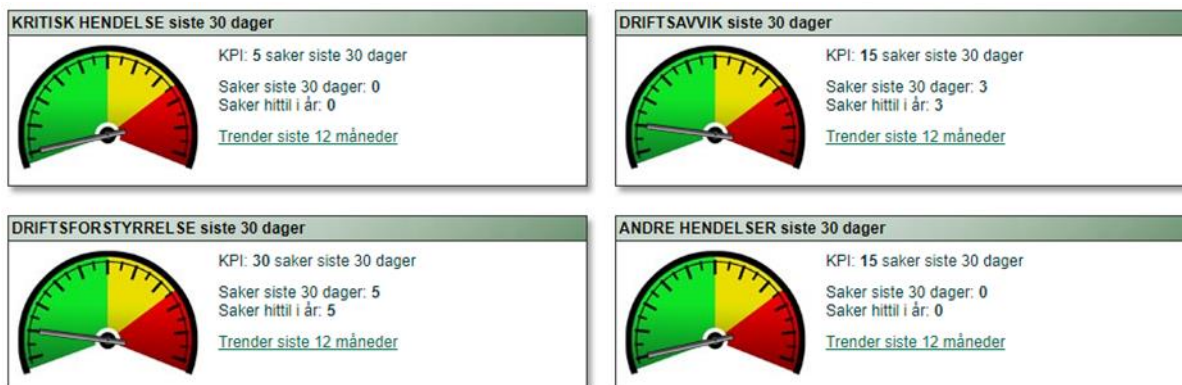 KRITISK HENDELSE siste 30 dager
KPI: 5 saker siste 30 dager
Saker siste 30 dager: 0
Saker hittil i år: 0
Trender siste 12 måneder
DRIFTSAVVIK siste 30 dager
KPI: 15 saker siste 30 dager
Saker siste 30 dager: 3
Saker hittil i år: 3
Trender siste 12 måneder
DRIFTSFORSTYRRELSE siste 30 dager
KPI: 30 saker siste 30 dager
Saker siste 30 dager: 5
Saker hittil i år: 5
Trender siste 12 måneder
ANDRE HENDELSER siste 30 dager
KPI: 15 saker siste 30 dager
Saker siste 30 dager: 0
Saker hittil i år: 0
Trender siste 12 måneder